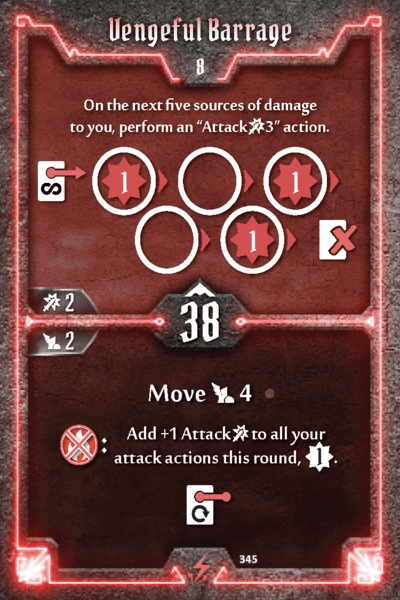 Vengeful Barrage
8
On the next five sources of damage
to you, perform an “Attack 3” action.
1 1
1
2
38
2
Move 4
: Add +1 Attack to all your
attack actions this round, 1.
345